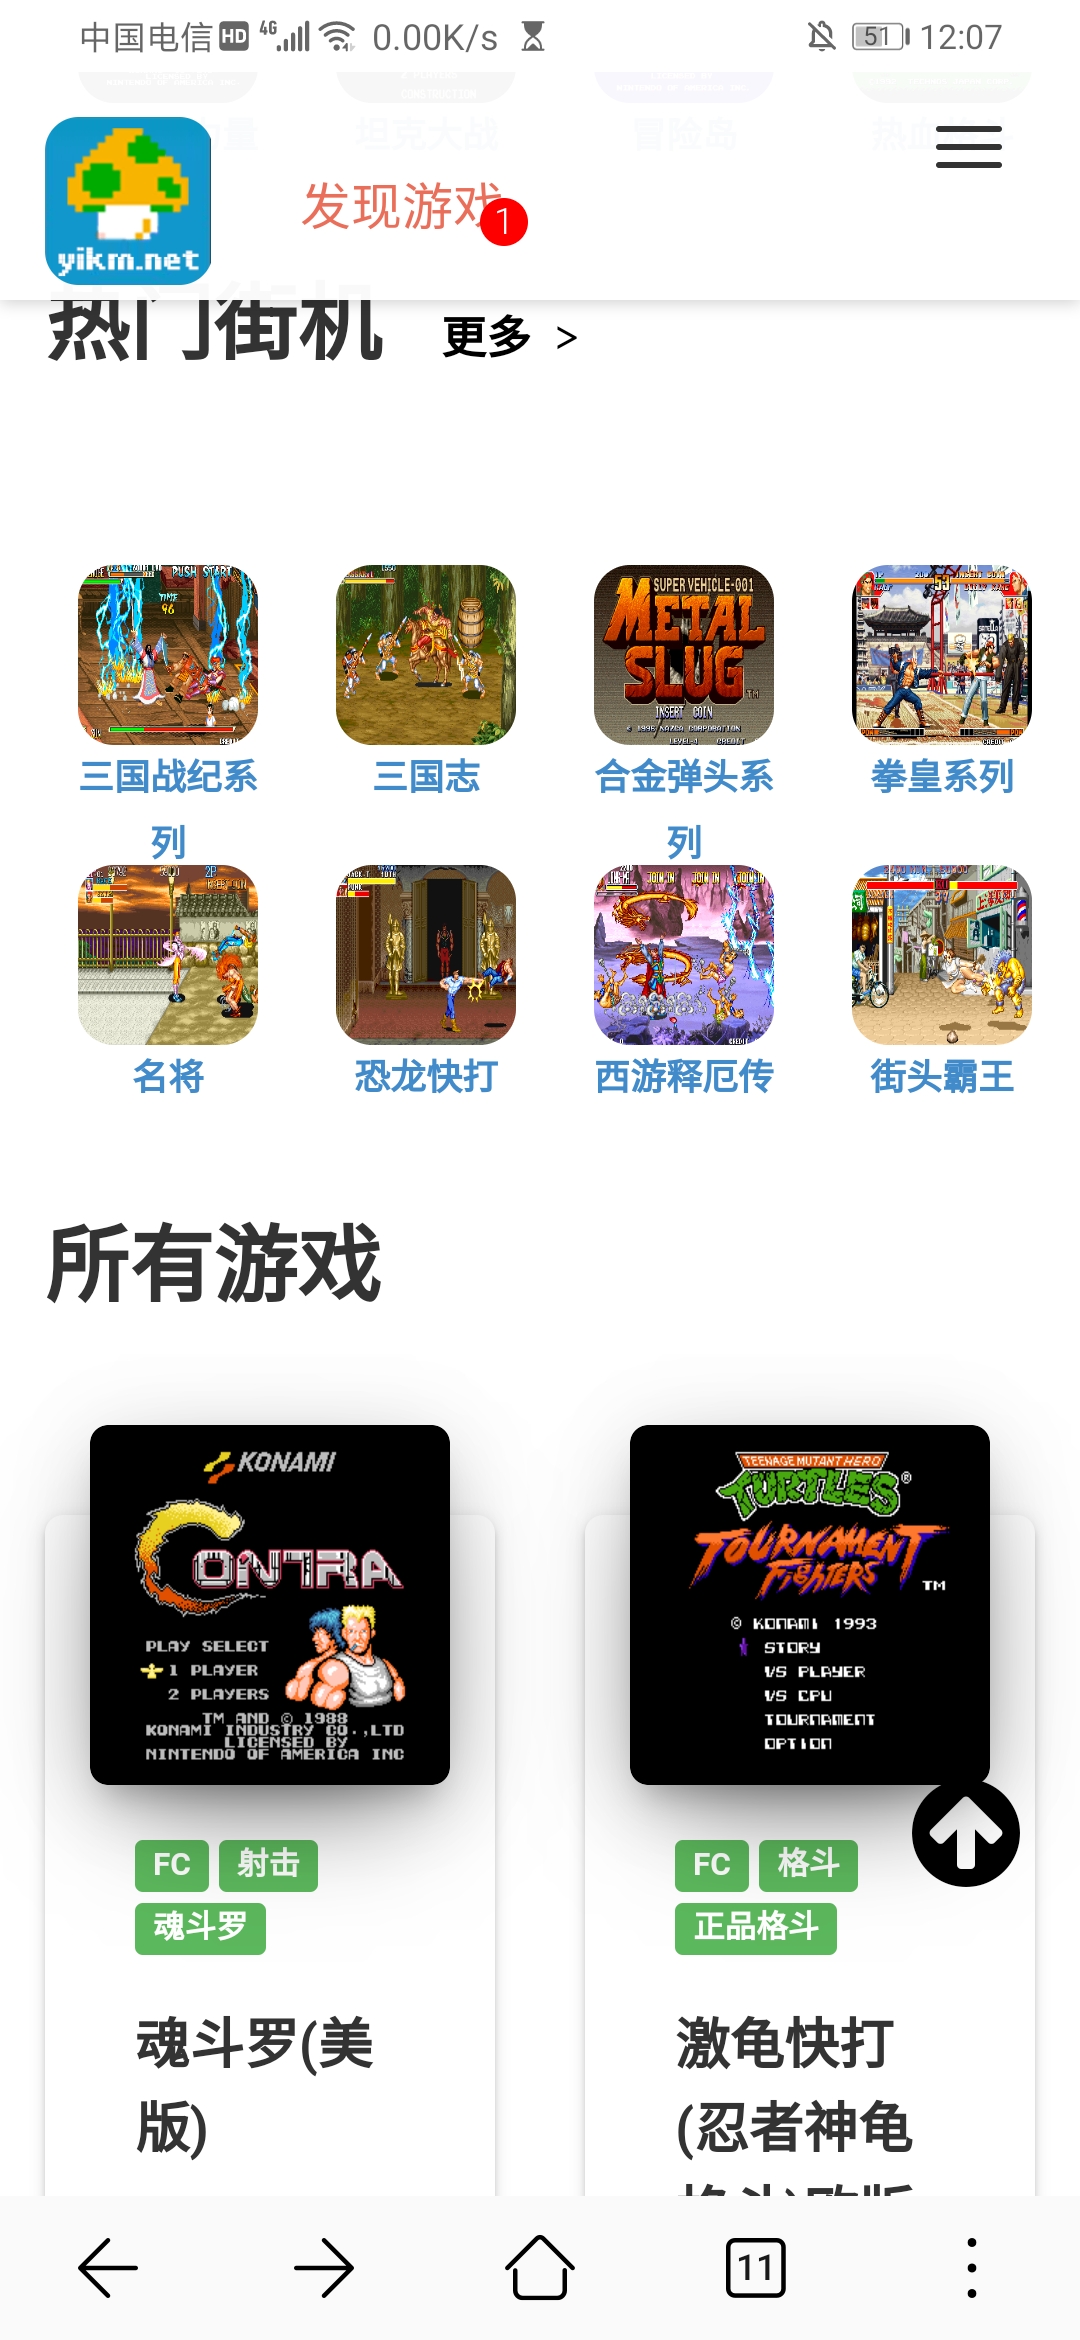 中国电信 HD 4G 0.00K/s 51 12:07
坦克大战 冒险岛
yikm.net
发现游戏 1
热门街机 更多 >
SUPER VEHICLE-001
METAL
SLUG
INSERT COIN
三国战纪系
列
三国志
合金弹头系
列
拳皇系列
名将
恐龙快打
西游释厄传
街头霸王
所有游戏
KONAMI
CONTRA
PLAY SELECT
1 PLAYER
2 PLAYERS
TM AND © 1988
KONAMI INDUSTRY CO.,LTD
LICENSED BY
NINTENDO OF AMERICA INC
FC 射击
魂斗罗
魂斗罗(美
版)
TEENAGE MUTANT HERO
TURTLES®
TOURNAMENT
FIGHTERS
TM
© KONAMI 1993
STORY
VS PLAYER
VS CPU
TOURNAMENT
OPTION
FC 格斗
正品格斗
激龟快打
(忍者神龟
格斗)欧版
11